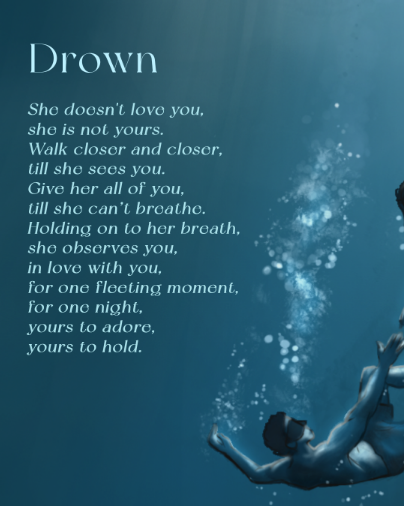 Drown
She doesn't love you,
she is not yours.
Walk closer and closer,
till she sees you.
Give her all of you,
till she can't breathe.
Holding on to her breath,
she observes you,
in love with you,
for one fleeting moment,
for one night,
yours to adore,
yours to hold.